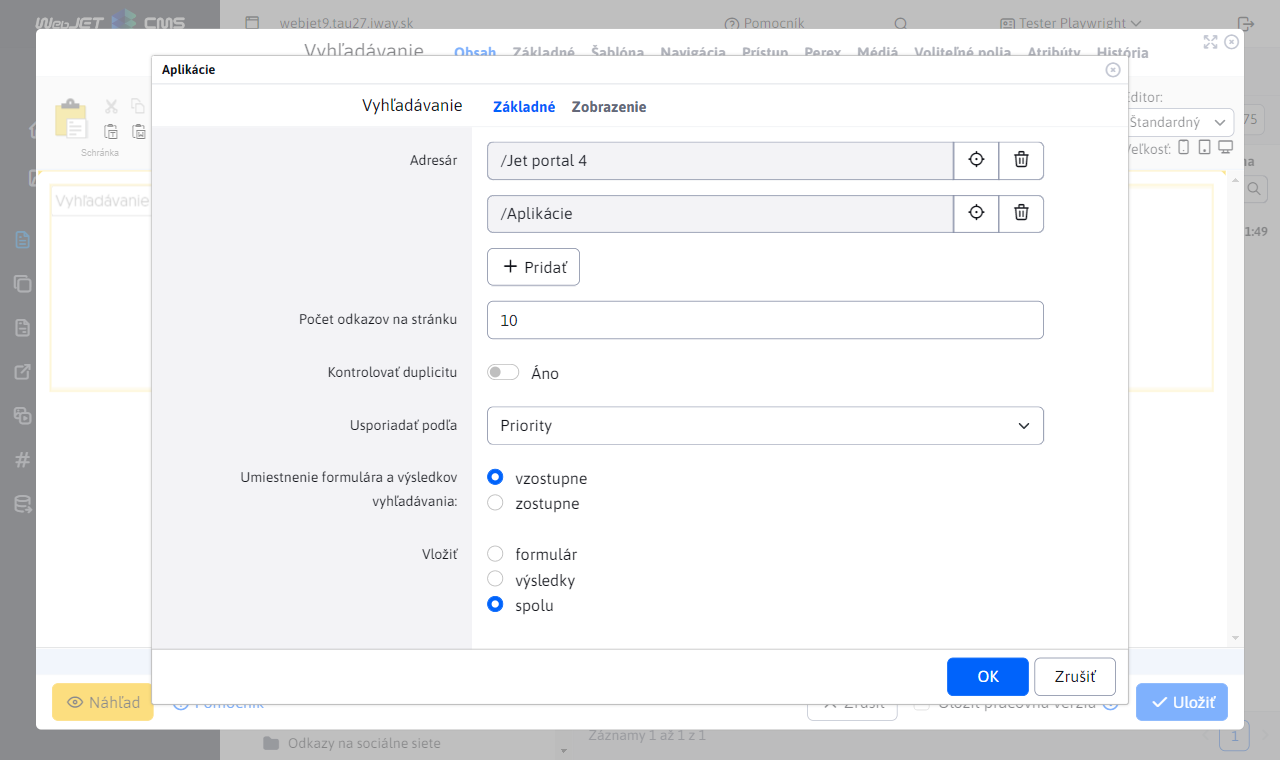 WebJET CMS
webjet9.tau27.iway.sk
Pomocník
Tester Playwright
Vyhľadávanie
Obsah Základné Šablóna Navigácia Prístup Perex Médiá Voliteľné polia Atribúty História
Aplikácie
Vyhľadávanie Základné Zobrazenie
Editor:
Štandardný
75
Veľkosť:
Schránka
Vyhľadávanie
1:49
Adresár
/Jet portal 4
/Aplikácie
Pridať
Počet odkazov na stránku
10
Kontrolovať duplicitu
Áno
Usporiadať podľa
Priority
Umiestnenie formulára a výsledkov
vyhľadávania:
vzostupne
zostupne
Vložiť
formulár
výsledky
spolu
OK
Zrušiť
Náhľad
Pomocník
Zrušiť
Uložiť pracovnú verziu
Uložiť
Odkazy na sociálne siete
Záznamy 1 až 1 z 1
1